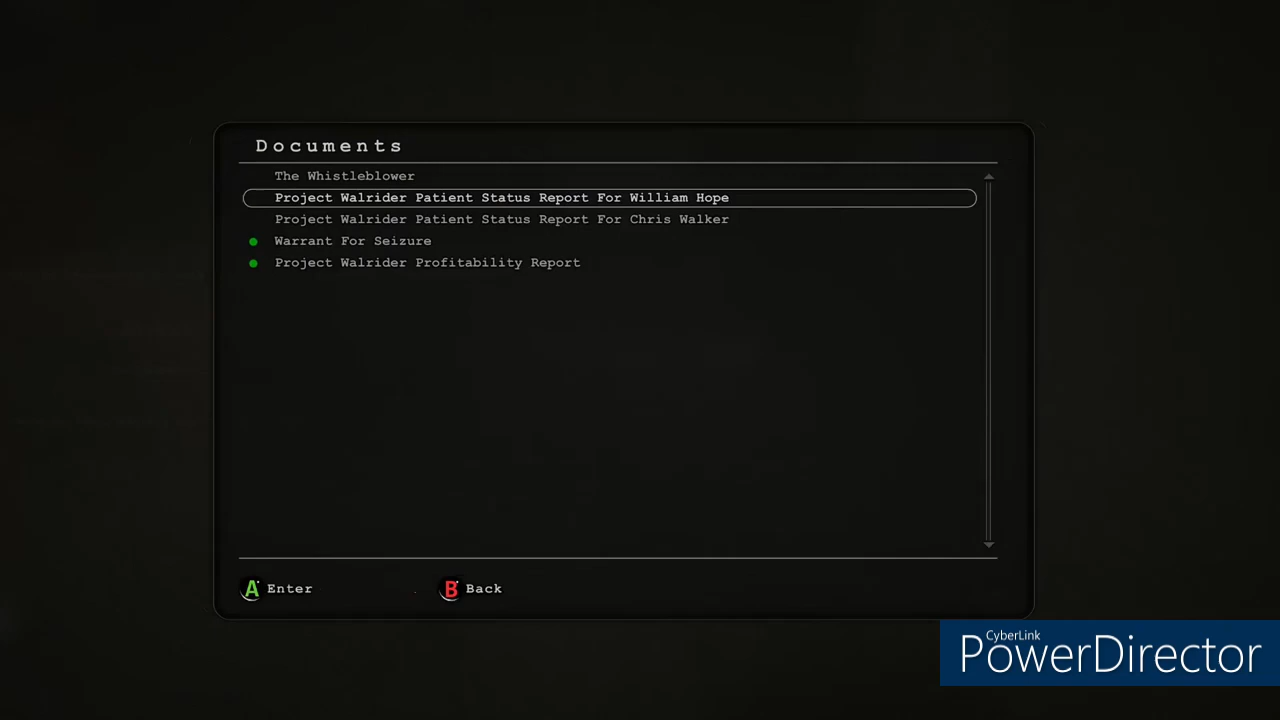 Documents
The Whistleblower
Project Walrider Patient Status Report For William Hope
Project Walrider Patient Status Report For Chris Walker
Warrant For Seizure
Project Walrider Profitability Report
A Enter
B Back
CyberLink
PowerDirector